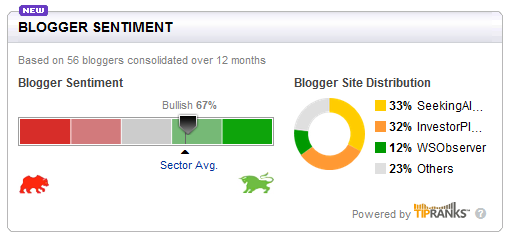 NEW
BLOGGER SENTIMENT
Based on 56 bloggers consolidated over 12 months
Blogger Sentiment
Bullish 67%
Sector Avg.
Blogger Site Distribution
33% SeekingAl...
32% InvestorPl...
12% WSObserver
23% Others
Powered by TIPRANKS ?